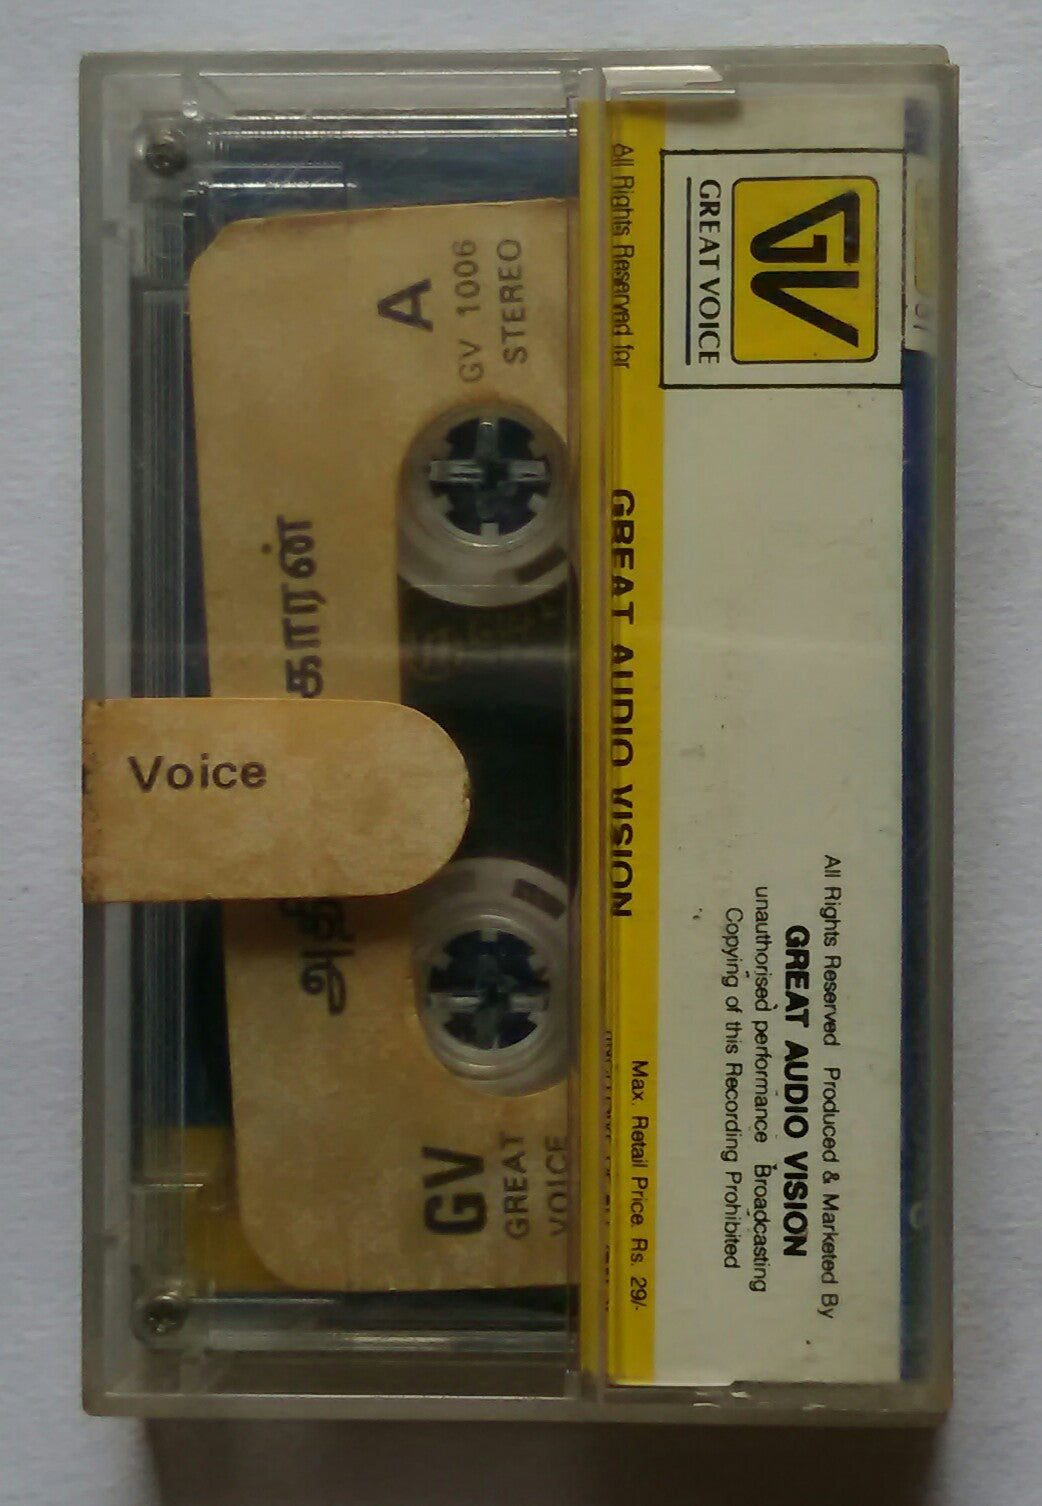 Voice
A
GV 1006
STEREO
GV
GREAT
VOICE
All Rights Reserved for
GREAT AUDIO VISION
Max. Retail Price. Rs. 29/-
GV
GREAT VOICE
All Rights Reserved Produced & Marketed By
GREAT AUDIO VISION
unauthorised performance Broadcasting
Copying of this Recording Prohibited